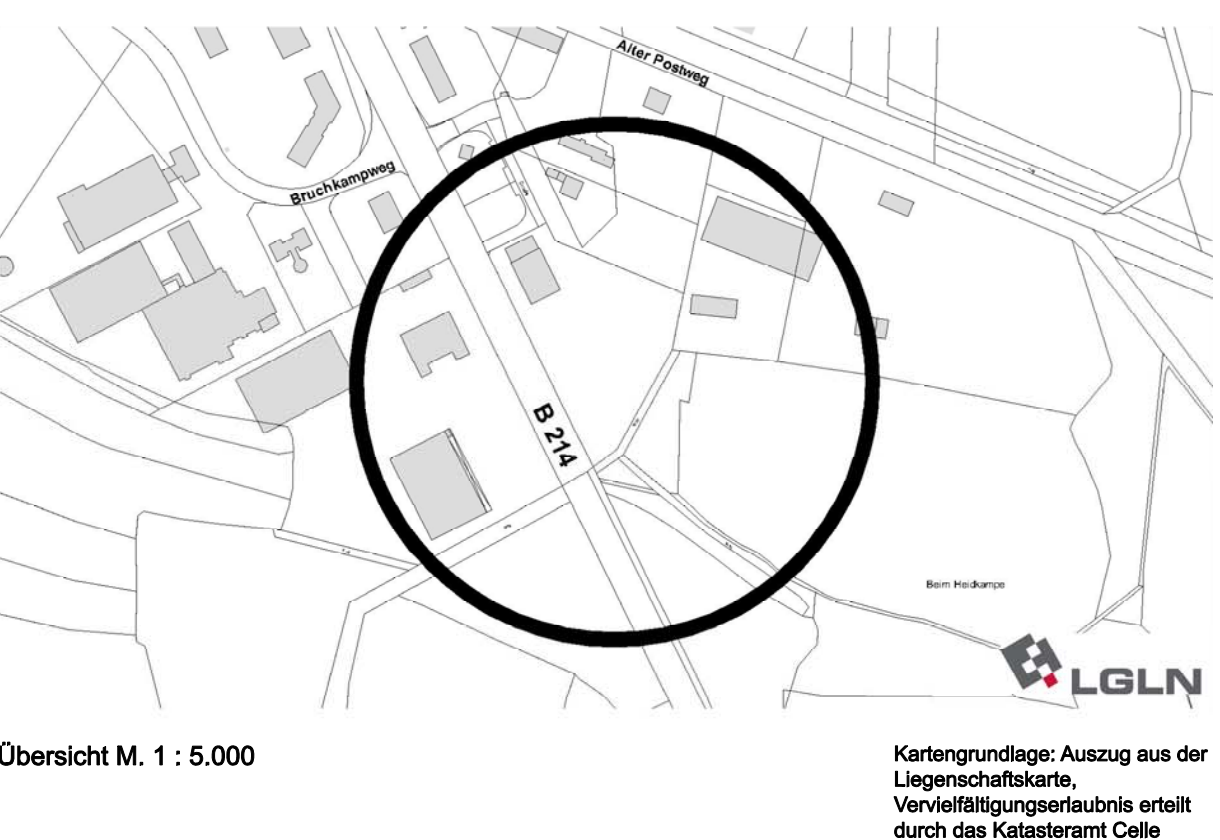 Alter Postweg
Bruchkampweg
B 214
Beim Heidkampe
LGLN
Übersicht M. 1 : 5.000
Kartengrundlage: Auszug aus der
Liegenschaftskarte,
Vervielfältigungserlaubnis erteilt
durch das Katasteramt Celle